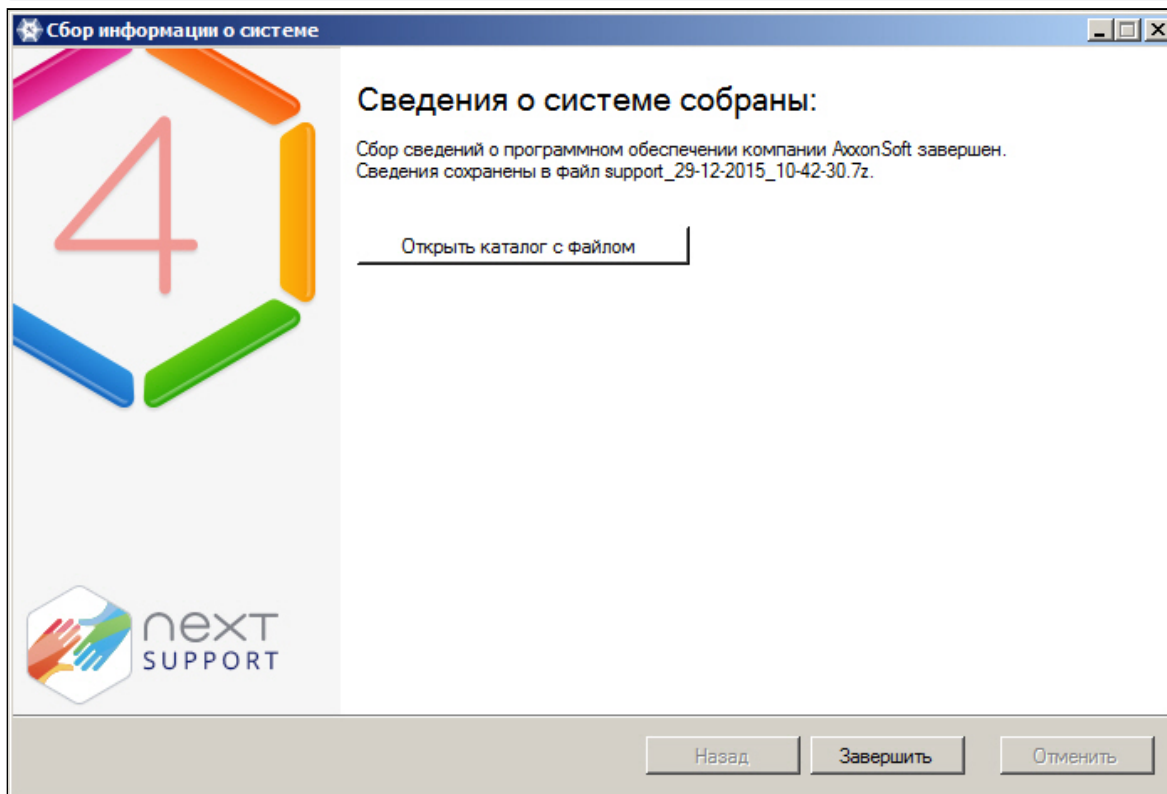 Сбор информации о системе
4
Сведения о системе собраны:
Сбор сведений о программном обеспечении компании AxxonSoft завершен.
Сведения сохранены в файл support_29-12-2015_10-42-30.7z.
Открыть каталог с файлом
next
SUPPORT
Назад
Завершить
Отменить